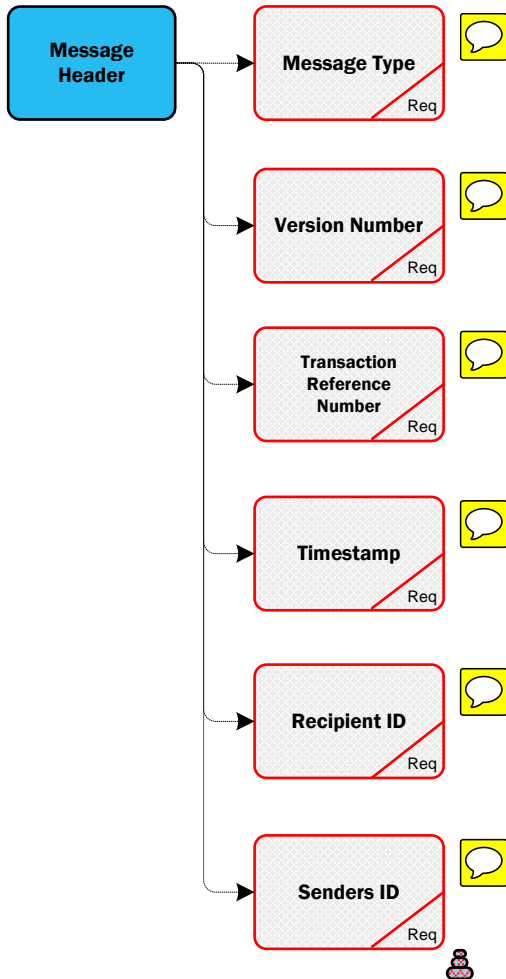 Message
Header
Message Type
Req
Version Number
Req
Transaction
Reference
Number
Req
Timestamp
Req
Recipient ID
Req
Senders ID
Req